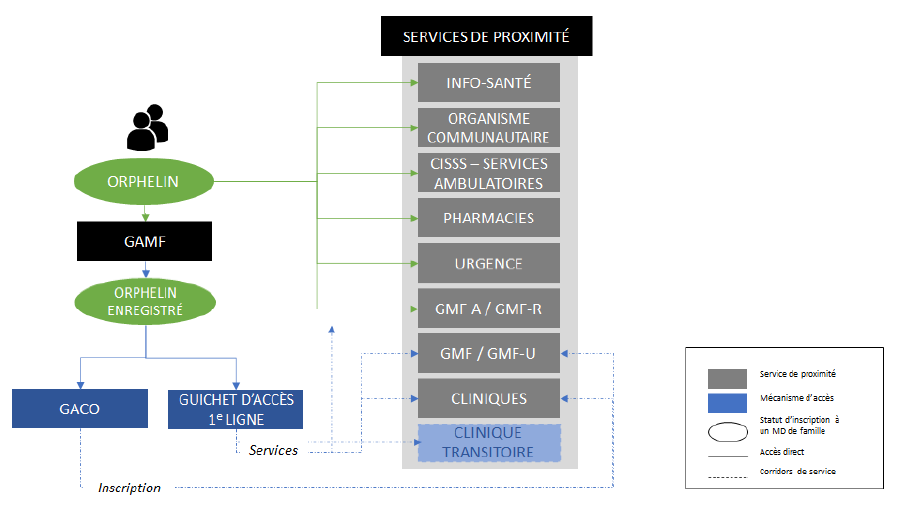 SERVICES DE PROXIMITÉ
INFO-SANTÉ
ORGANISME
COMMUNAUTAIRE
CISSS – SERVICES
AMBULATOIRES
PHARMACIES
URGENCE
GMF A / GMF-R
GMF / GMF-U
CLINIQUES
CLINIQUE
TRANSITOIRE
ORPHELIN
GAMF
ORPHELIN
ENREGISTRÉ
GACO
GUICHET D'ACCÈS
1e LIGNE
Services
Inscription
Service de proximité
Mécanisme d'accès
Statut d'inscription à
un MD de famille
Accès direct
Corridors de service